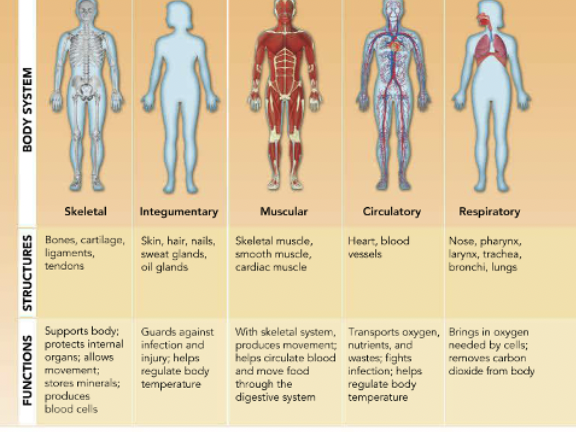 BODY SYSTEM
Skeletal
Integumentary
Muscular
Circulatory
Respiratory
STRUCTURES
Bones, cartilage,
ligaments,
tendons
Skin, hair, nails,
sweat glands,
oil glands
Skeletal muscle,
smooth muscle,
cardiac muscle
Heart, blood
vessels
Nose, pharynx,
larynx, trachea,
bronchi, lungs
FUNCTIONS
Supports body;
protects internal
organs; allows
movement;
stores minerals;
produces
blood cells
Guards against
infection and
injury; helps
regulate body
temperature
With skeletal system,
produces movement;
helps circulate blood
and move food
through the
digestive system
Transports oxygen,
nutrients, and
wastes; fights
infection; helps
regulate body
temperature
Brings in oxygen
needed by cells;
removes carbon
dioxide from body